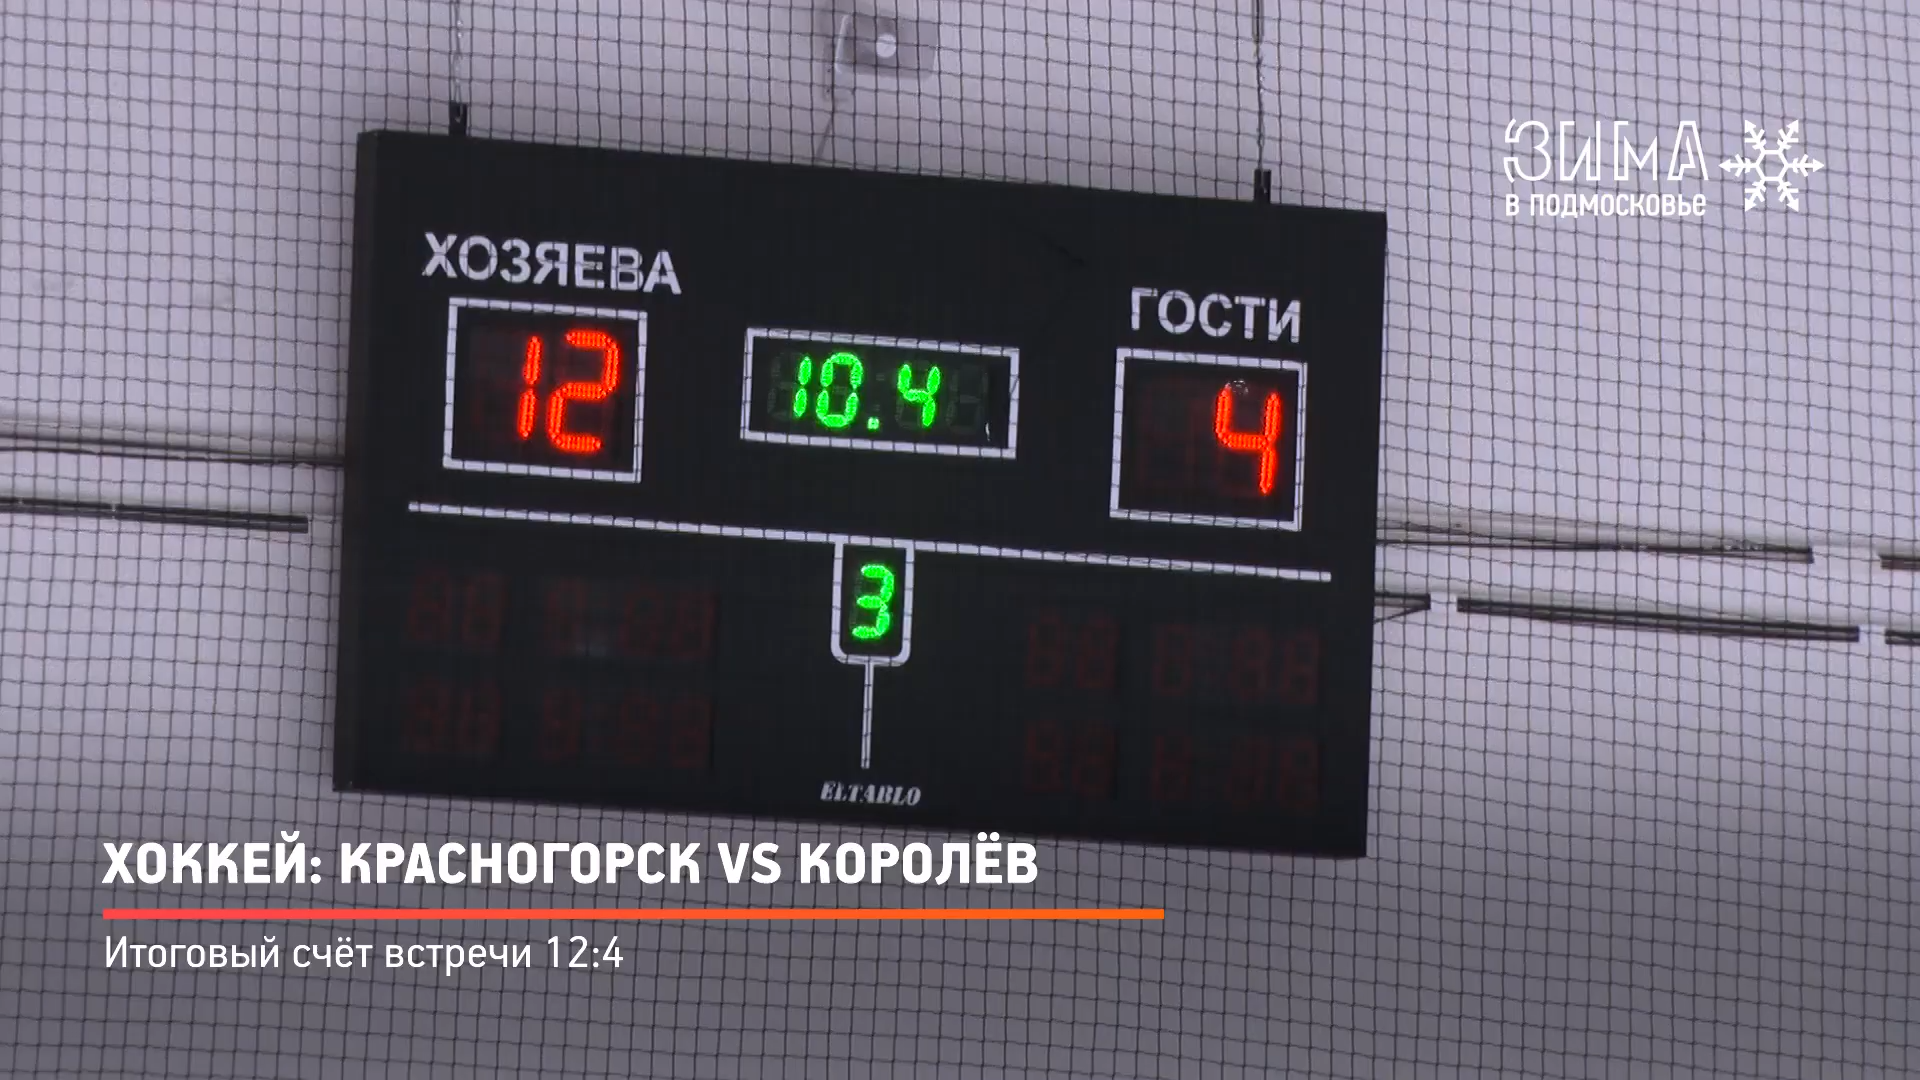 ЗИМА
В ПОДМОСКОВЬЕ
ХОЗЯЕВА
ГОСТИ
12
10.4
4
3
ELTABLO
ХОККЕЙ: КРАСНОГОРСК VS КОРОЛЁВ
Итоговый счёт встречи 12:4